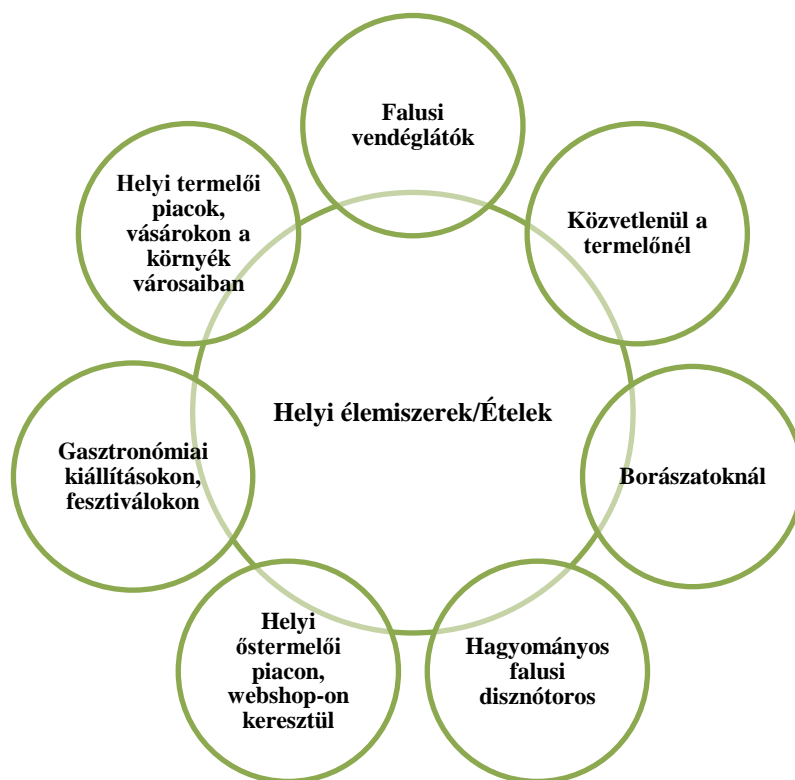 Falusi
vendéglátók
Közvetlenül a
termelőnél
Borászatoknál
Hagyományos
falusi
disznótoros
Helyi
őstermelői
piacon,
webshop-on
keresztül
Gasztronómiai
kiállításokon,
fesztiválokon
Helyi termelői
piacok,
vásárokon a
környék
városaiban
Helyi élemiszerek/Ételek